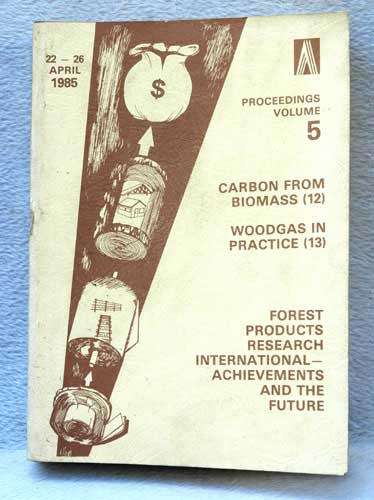 22 — 26
APRIL
1985
$
PROCEEDINGS
VOLUME
5
CARBON FROM
BIOMASS (12)
WOODGAS IN
PRACTICE (13)
FOREST
PRODUCTS
RESEARCH
INTERNATIONAL—
ACHIEVEMENTS
AND THE
FUTURE